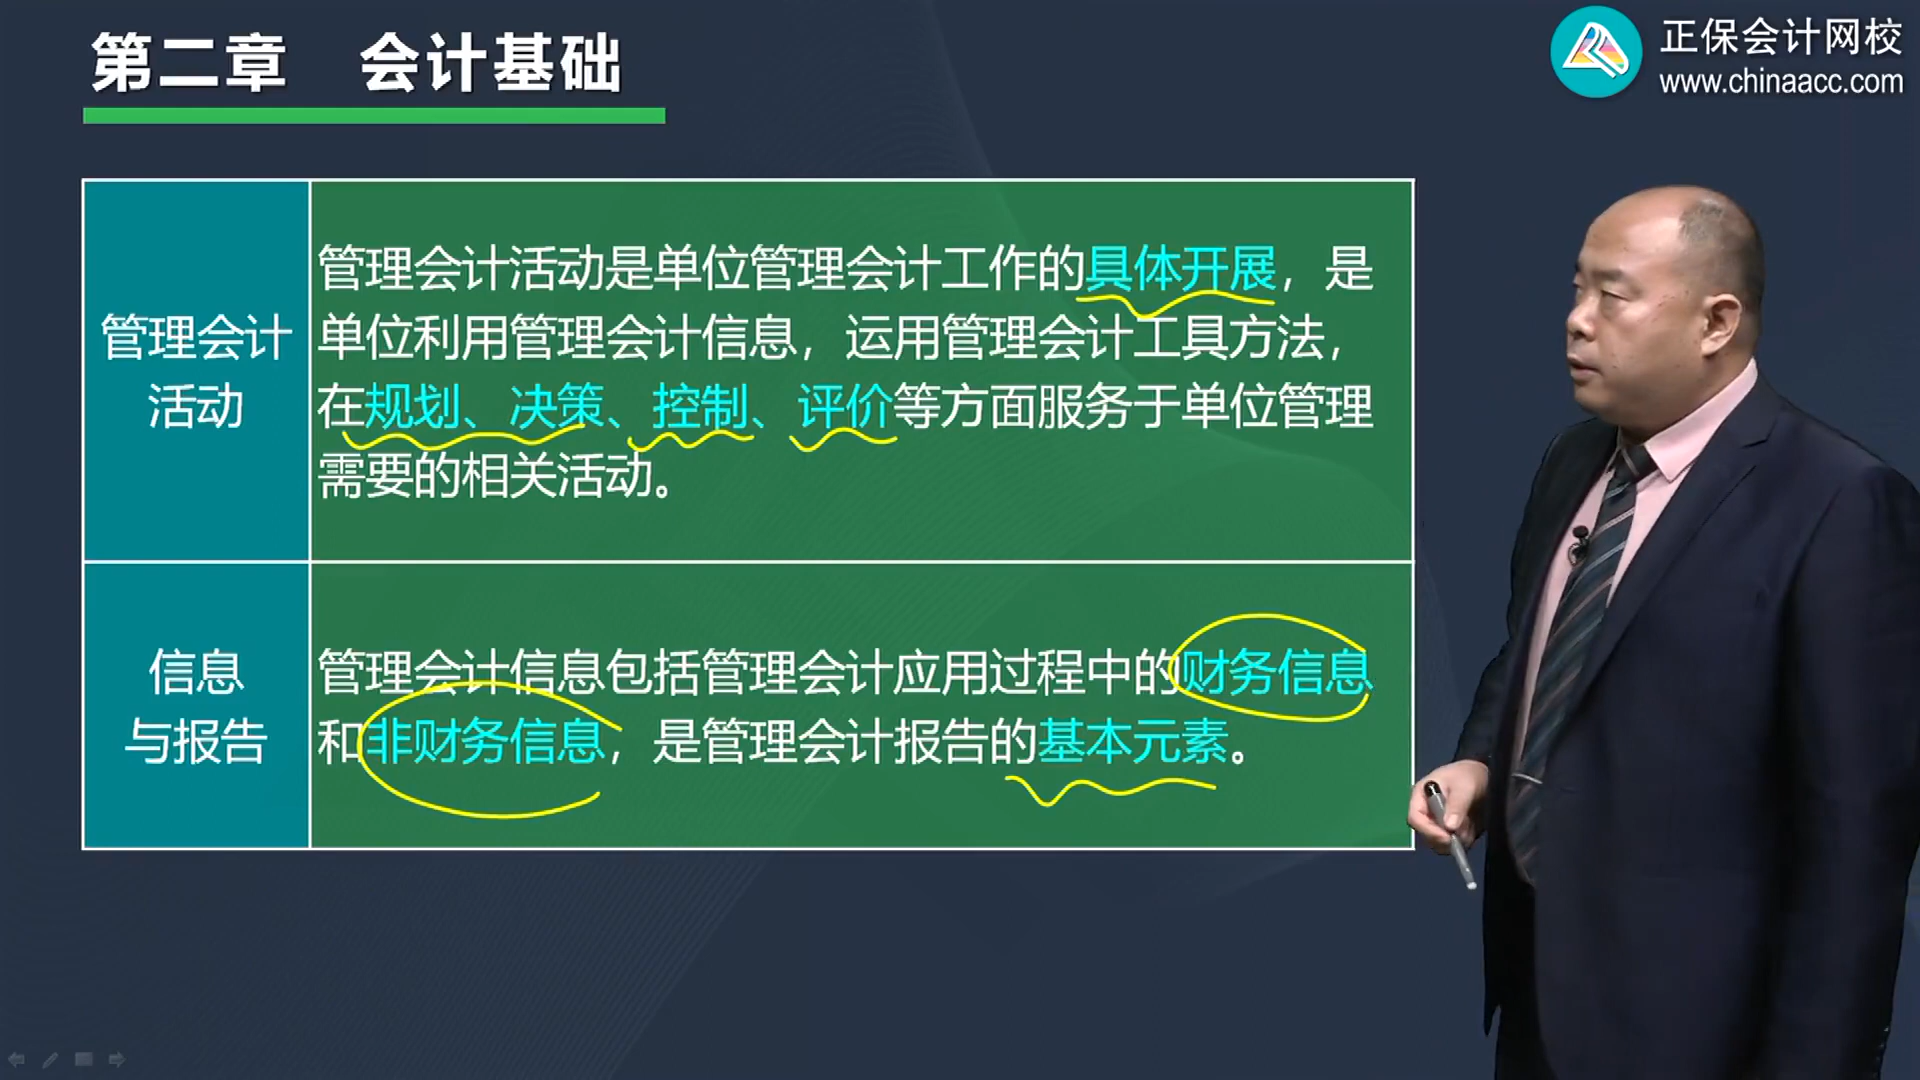 第二章 会计基础
正保会计网校
www.chinaacc.com
管理会计
活动
管理会计活动是单位管理会计工作的具体开展，是
单位利用管理会计信息，运用管理会计工具方法，
在规划、决策、控制、评价等方面服务于单位管理
需要的相关活动。
信息
与报告
管理会计信息包括管理会计应用过程中的财务信息
和非财务信息，是管理会计报告的基本元素。